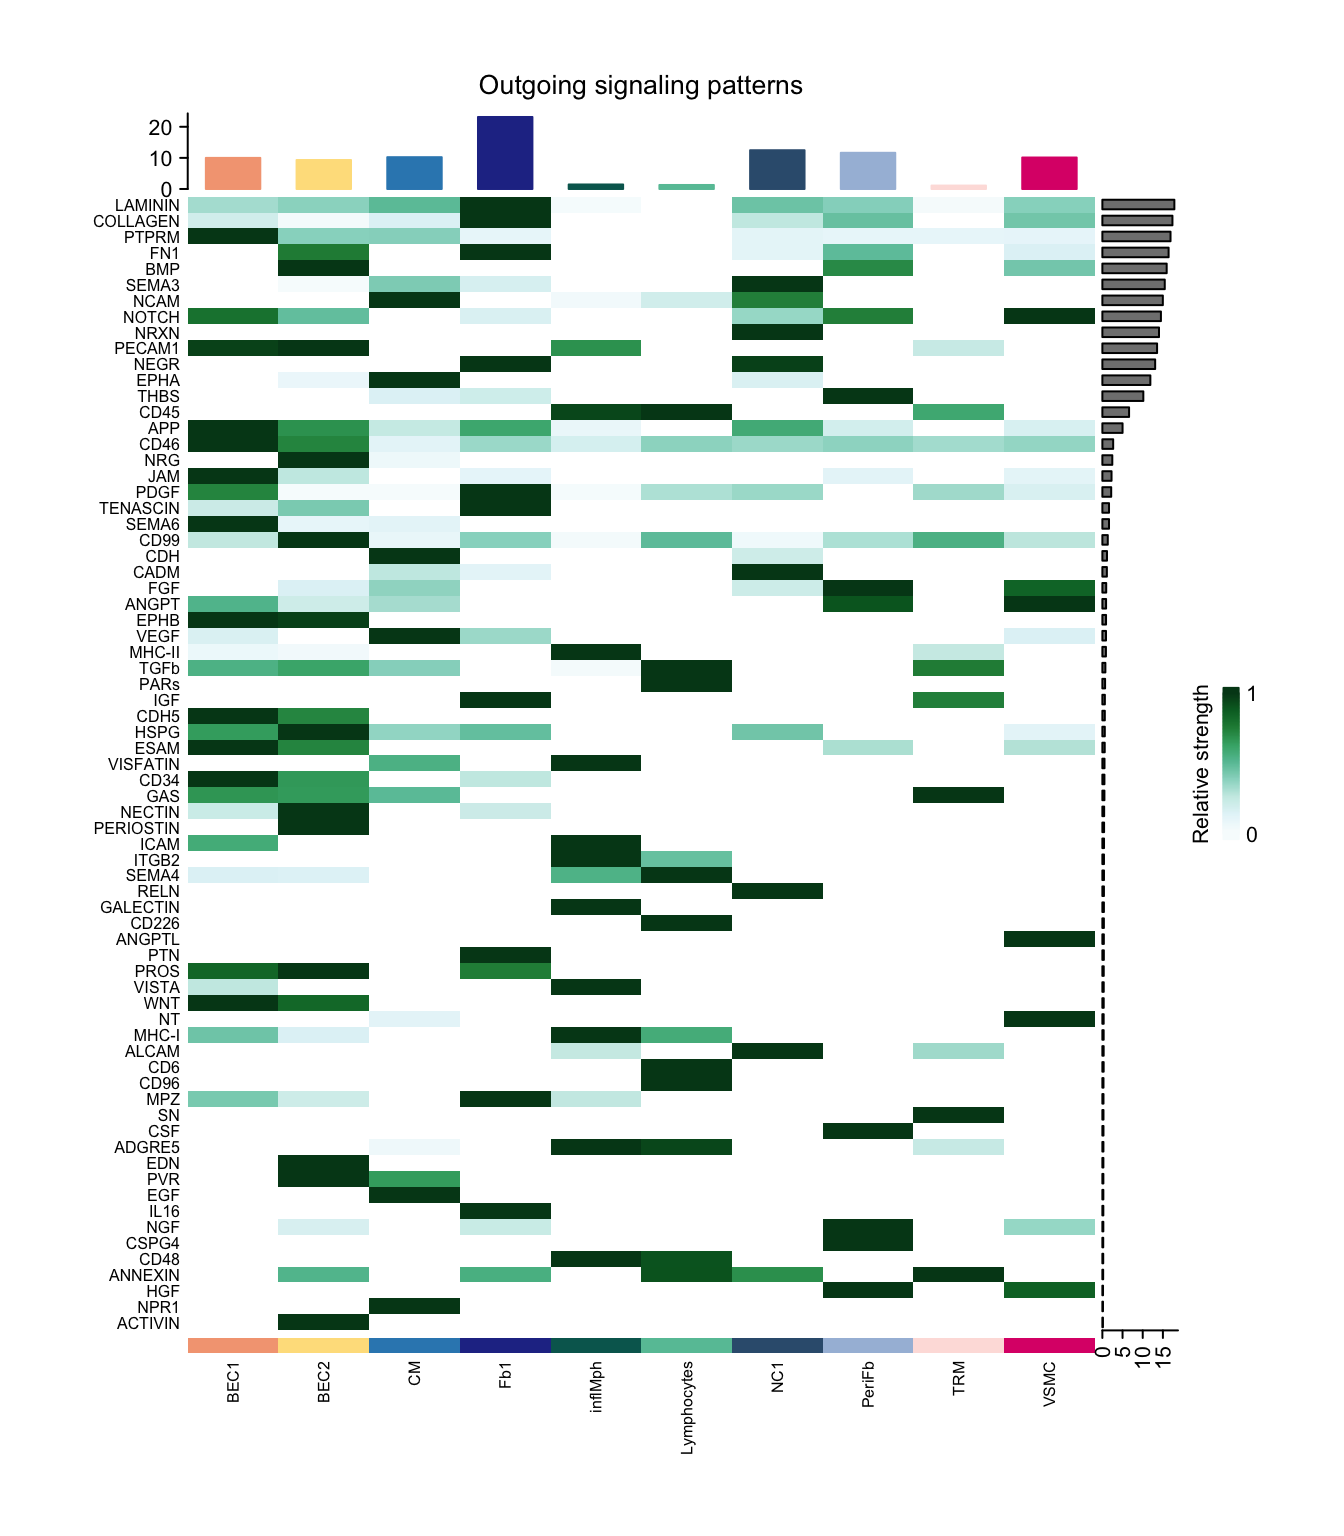 Outgoing signaling patterns
20
10
0
LAMININ
COLLAGEN
PTPRM
FN1
BMP
SEMA3
NCAM
NOTCH
NRXN
PECAM1
NEGR
EPHA
THBS
CD45
APP
CD46
NRG
JAM
PDGF
TENASCIN
SEMA6
CD99
CDH
CADM
FGF
ANGPT
EPHB
VEGF
MHC-II
TGFb
PARs
IGF
CDH5
HSPG
ESAM
VISFATIN
CD34
GAS
NECTIN
PERIOSTIN
ICAM
ITGB2
SEMA4
RELN
GALECTIN
CD226
ANGPTL
PTN
PROS
VISTA
WNT
NT
MHC-I
ALCAM
CD6
CD96
MPZ
SN
CSF
ADGRE5
EDN
PVR
EGF
IL16
NGF
CSPG4
CD48
ANNEXIN
HGF
NPR1
ACTIVIN
BEC1
BEC2
CM
Fb1
inflMph
Lymphocytes
NC1
PeriFb
TRM
VSMC
0
5
10
15
Relative strength
1
0